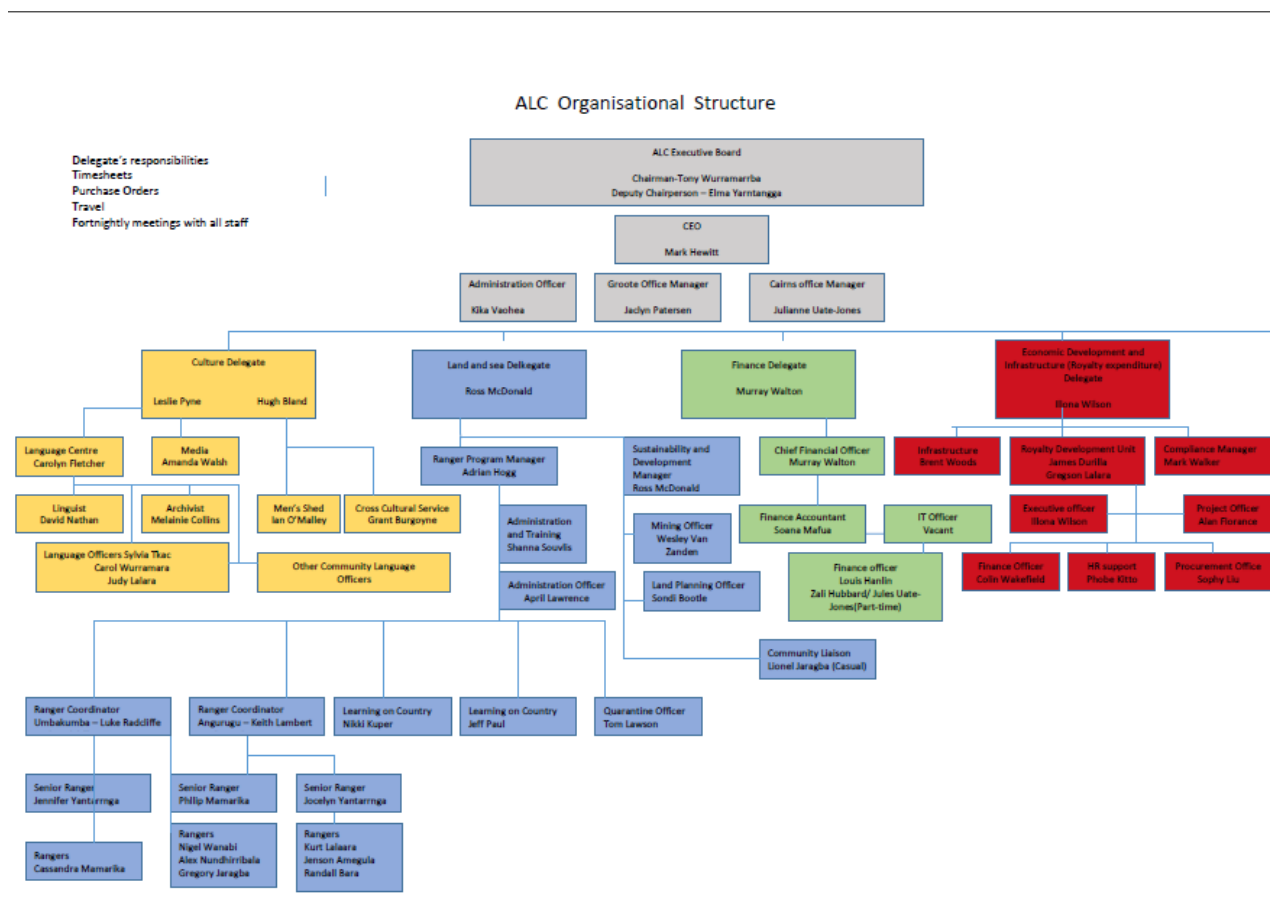 ALC Organisational Structure
Delegate's responsibilities
Timesheets
Purchase Orders
Travel
Fortnightly meetings with all staff
ALC Executive Board
Chairman-Tony Wurramarrba
Deputy Chairperson – Elma Yarntangga
CEO
Mark Hewitt
Administration Officer
Kika Vaohea
Groote Office Manager
Jaclyn Patersen
Cairns office Manager
Julianne Uate-Jones
Culture Delegate
Leslie Pyne Hugh Bland
Land and sea Delkegate
Ross McDonald
Finance Delegate
Murray Walton
Economic Development and
Infrastructure (Royalty expenditure)
Delegate
Illona Wilson
Language Centre
Carolyn Fletcher
Media
Amanda Walsh
Ranger Program Manager
Adrian Hogg
Sustainability and
Development
Manager
Ross McDonald
Chief Financial Officer
Murray Walton
Infrastructure
Brent Woods
Royalty Development Unit
James Durilla
Gregson Lalara
Compliance Manager
Mark Walker
Linguist
David Nathan
Archivist
Melainie Collins
Men's Shed
Ian O'Malley
Cross Cultural Service
Grant Burgoyne
Administration
and Training
Shanna Souvlis
Mining Officer
Wesley Van
Zanden
Finance Accountant
Soana Mafua
IT Officer
Vacant
Executive officer
Illona Wilson
Project Officer
Alan Florance
Language Officers Sylvia Tkac
Carol Wurramara
Judy Lalara
Other Community Language
Officers
Administration Officer
April Lawrence
Land Planning Officer
Sondi Bootle
Finance officer
Louis Hanlin
Zali Hubbard/ Jules Uate-
Jones(Part-time)
Finance Officer
Colin Wakefield
HR support
Phobe Kitto
Procurement Office
Sophy Liu
Community Liaison
Lionel Jaragba (Casual)
Ranger Coordinator
Umbakumba – Luke Radcliffe
Ranger Coordinator
Angurugu – Keith Lambert
Learning on Country
Nikki Kuper
Learning on Country
Jeff Paul
Quarantine Officer
Tom Lawson
Senior Ranger
Jennifer Yantarrnga
Senior Ranger
Philip Mamarika
Senior Ranger
Jocelyn Yantarrnga
Rangers
Cassandra Mamarika
Rangers
Nigel Wanabi
Alex Nundhirribala
Gregory Jaragba
Rangers
Kurt Lalaara
Jenson Amegula
Randall Bara